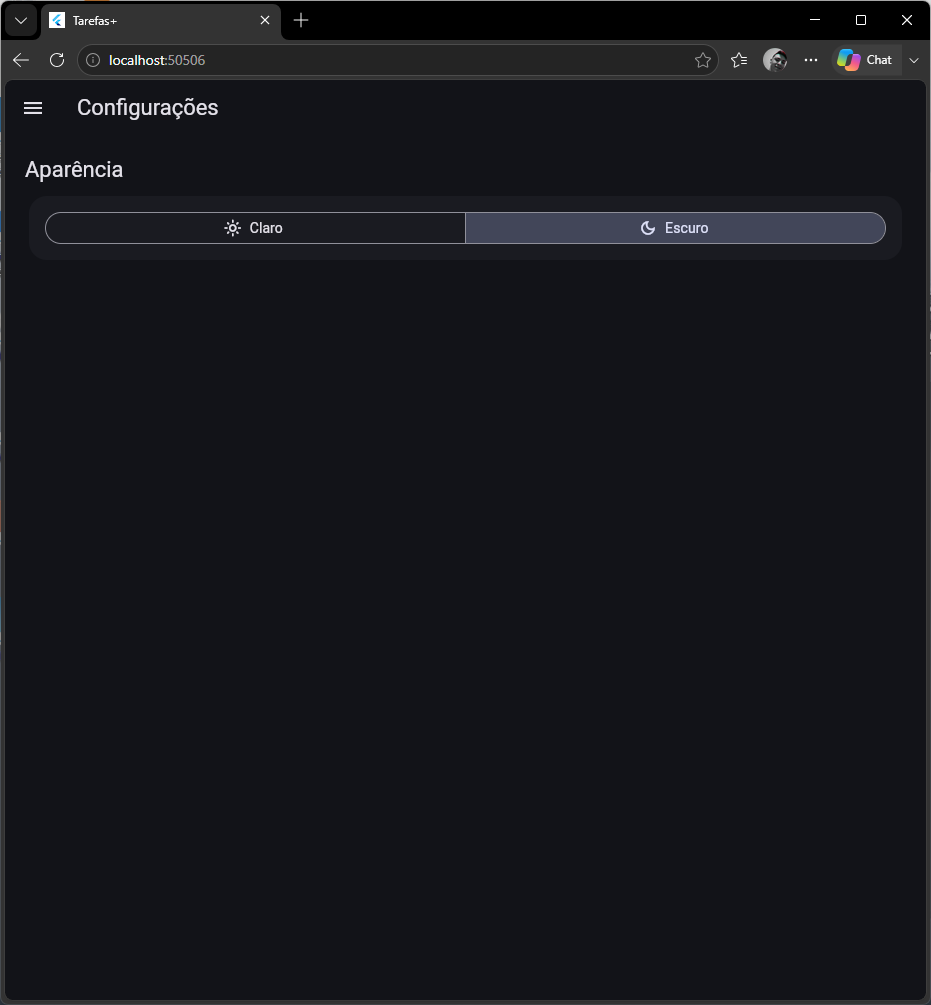 Tarefas+
localhost:50506
Chat
Configurações
Aparência
Claro
Escuro